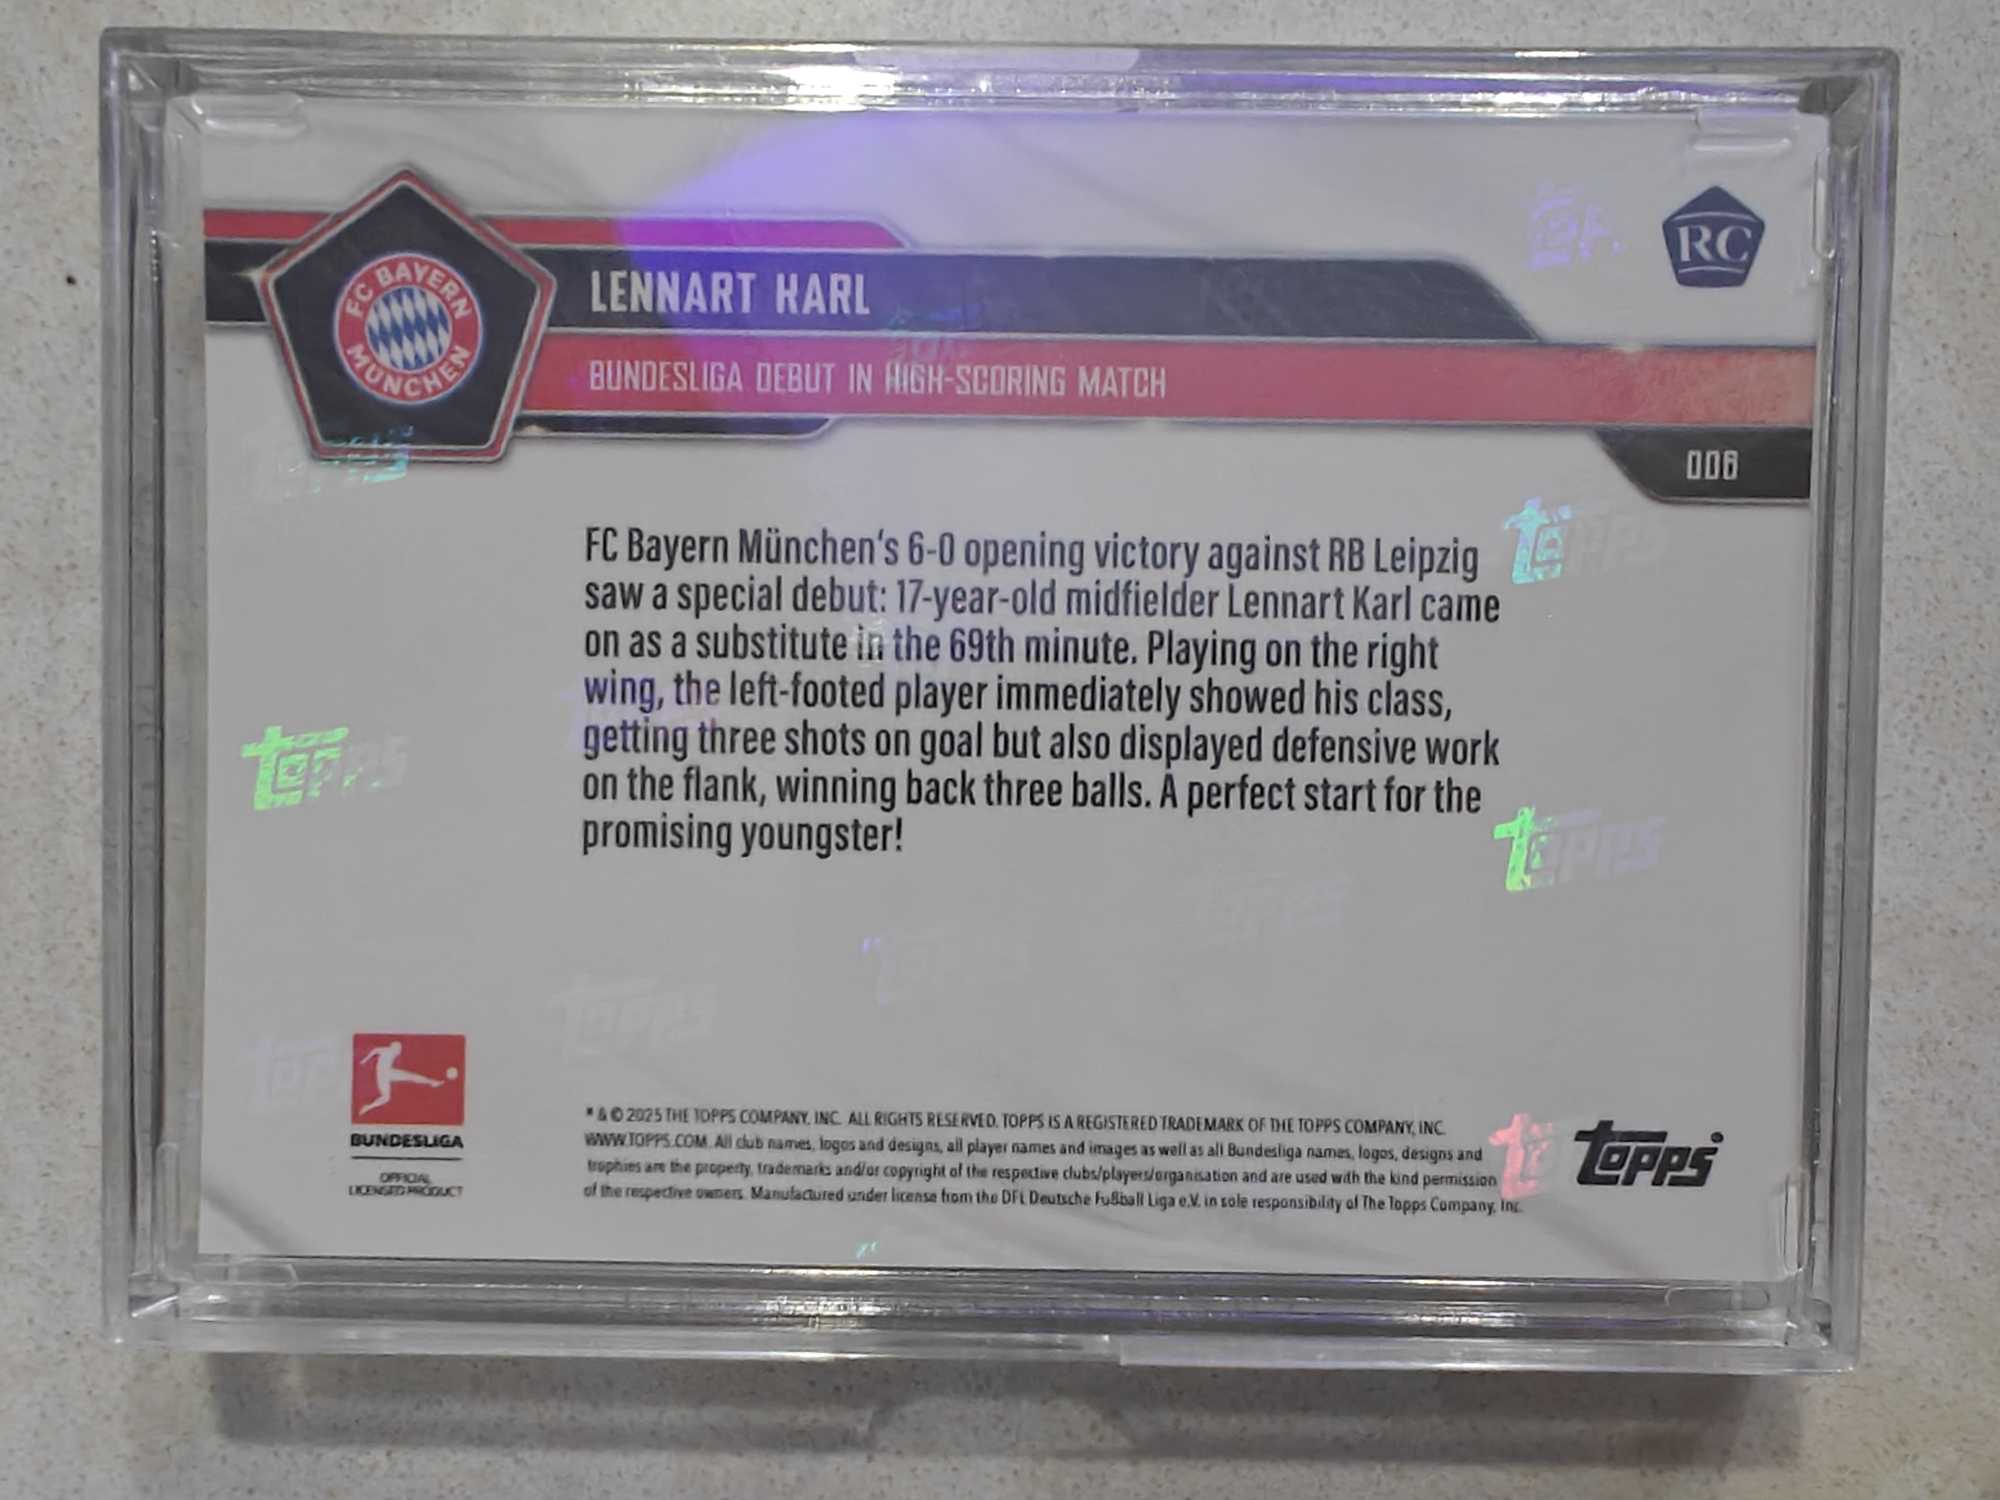 FC BAYERN
MÜNCHEN
RC
LENNART KARL
BUNDESLIGA DEBUT IN HIGH-SCORING MATCH
006
FC Bayern München‘s 6-0 opening victory against RB Leipzig
saw a special debut: 17-year-old midfielder Lennart Karl came
on as a substitute in the 69th minute. Playing on the right
wing, the left-footed player immediately showed his class,
getting three shots on goal but also displayed defensive work
on the flank, winning back three balls. A perfect start for the
promising youngster!
topps
topps
topps
topps
topps
topps
BUNDESLIGA
OFFICIAL
LICENSED PRODUCT
® & © 2025 THE TOPPS COMPANY, INC. ALL RIGHTS RESERVED. TOPPS IS A REGISTERED TRADEMARK OF THE TOPPS COMPANY, INC.
WWW.TOPPS.COM. All club names, logos and designs, all player names and images as well as all Bundesliga names, logos, designs and
trophies are the property, trademarks and/or copyright of the respective clubs/players/organisation and are used with the kind permission
of the respective owners. Manufactured under license from the DFL Deutsche Fußball Liga e.V. in sole responsibility of The Topps Company, Inc.
topps